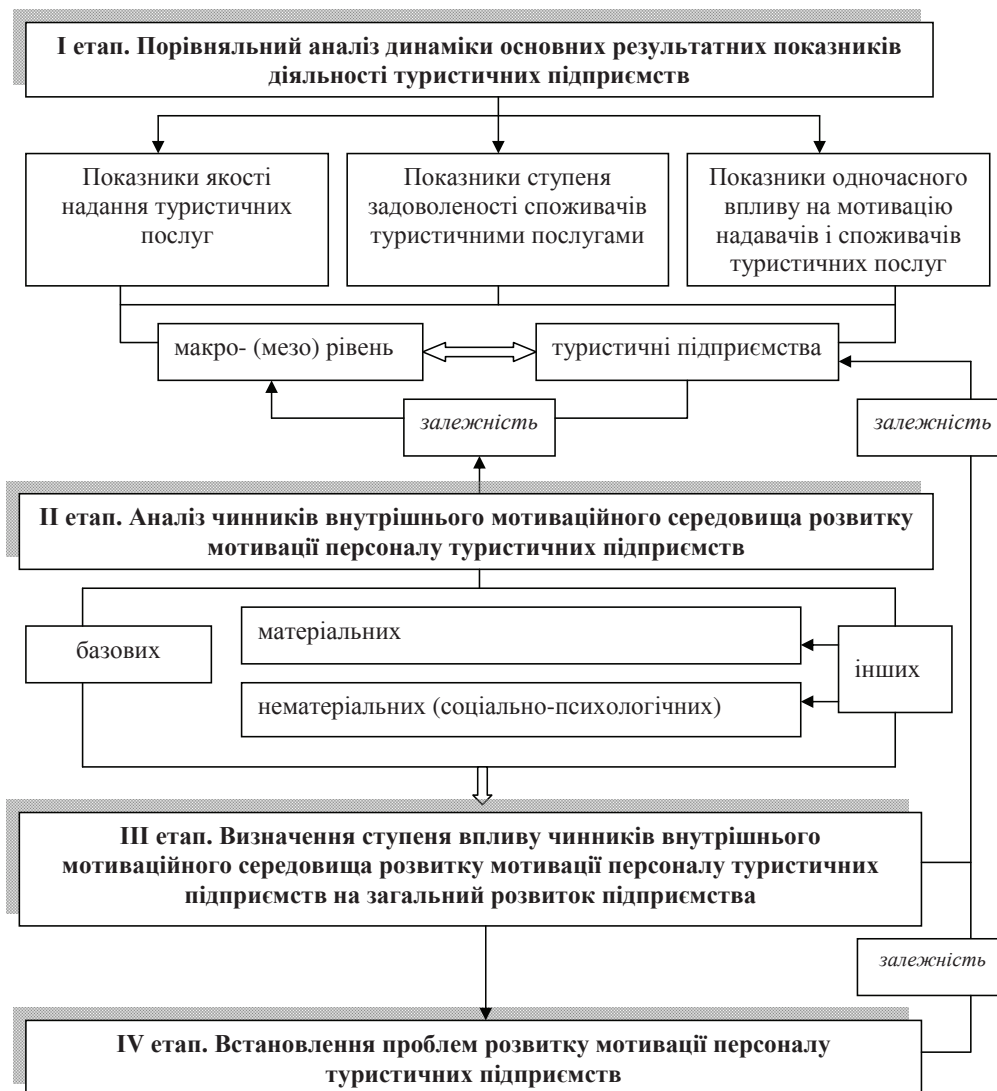 І етап. Порівняльний аналіз динаміки основних результатних показників
діяльності туристичних підприємств
Показники якості
надання туристичних
послуг
Показники ступеня
задоволеності споживачів
туристичними послугами
Показники одночасного
впливу на мотивацію
надавачів і споживачів
туристичних послуг
макро- (мезо) рівень
туристичні підприємства
залежність
залежність
ІІ етап. Аналіз чинників внутрішнього мотиваційного середовища розвитку
мотивації персоналу туристичних підприємств
базових
матеріальних
нематеріальних (соціально-психологічних)
інших
ІІІ етап. Визначення ступеня впливу чинників внутрішнього
мотиваційного середовища розвитку мотивації персоналу туристичних
підприємств на загальний розвиток підприємства
залежність
IV етап. Встановлення проблем розвитку мотивації персоналу
туристичних підприємств